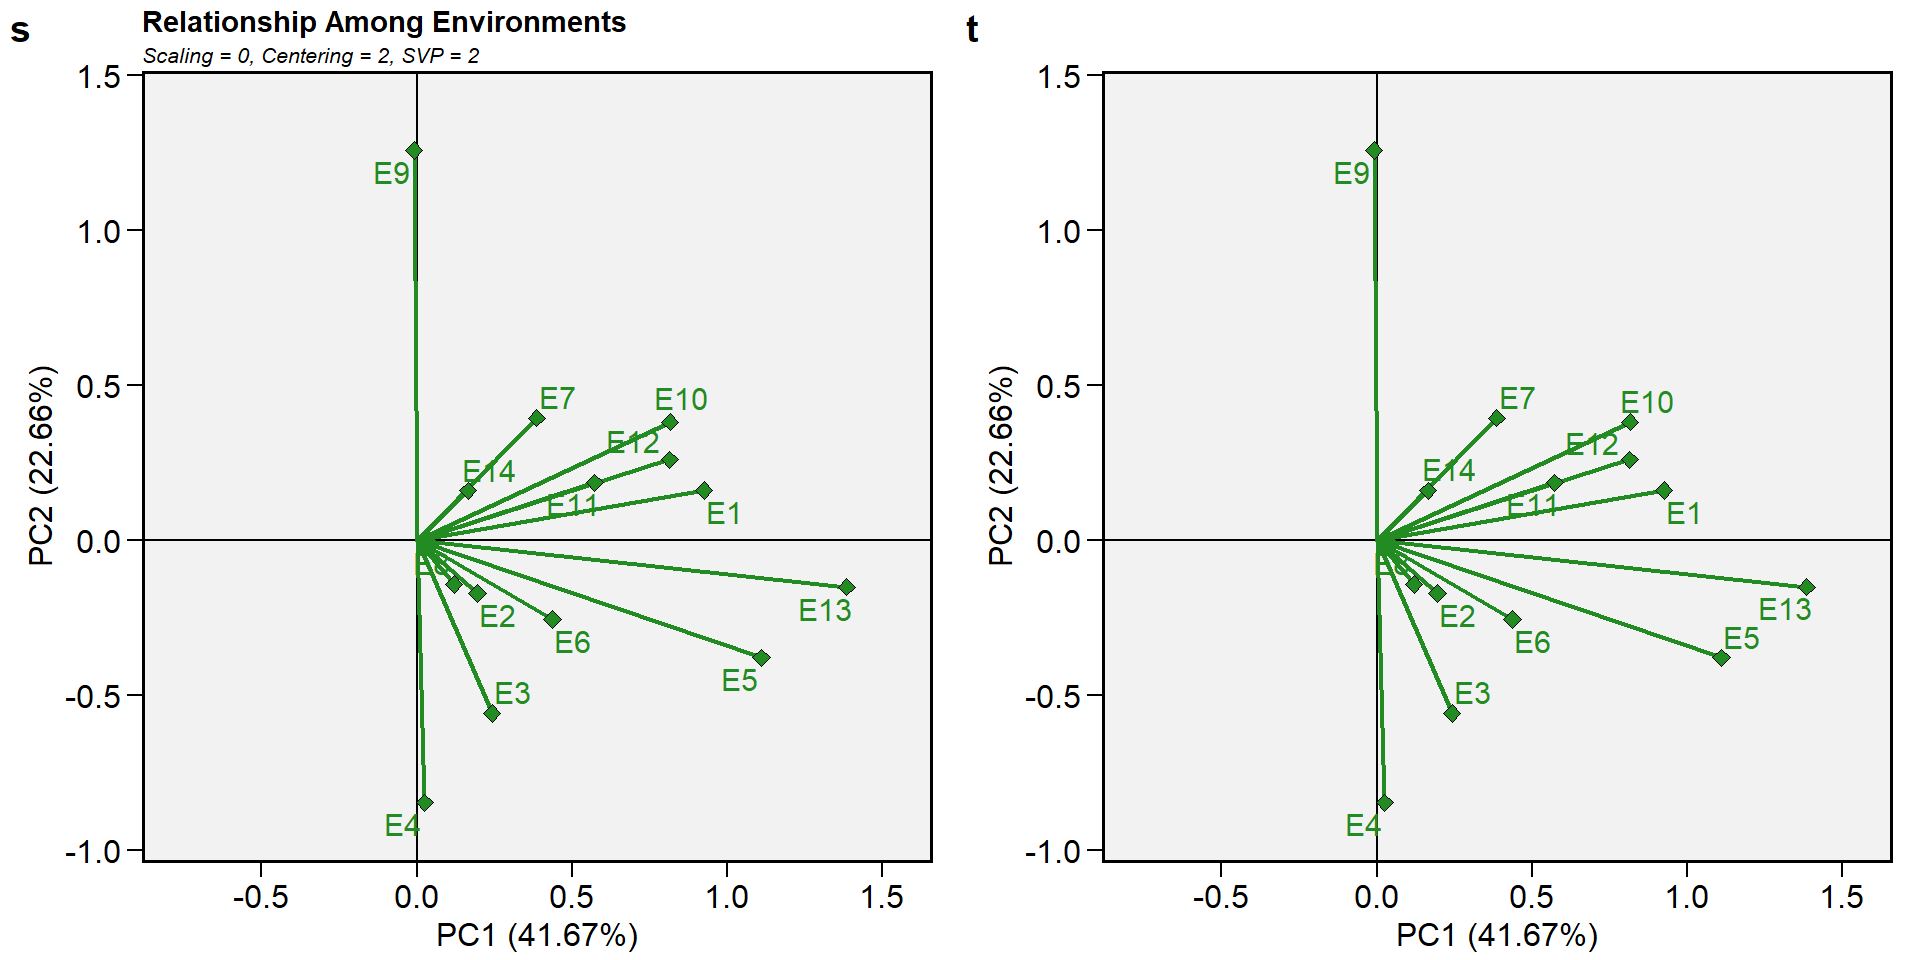 s
Relationship Among Environments
Scaling = 0, Centering = 2, SVP = 2
1.5
1.0
0.5
0.0
-0.5
-1.0
PC2 (22.66%)
E9
E7
E10
E12
E14
E11
E1
E13
E2
E6
E5
E3
E4
-0.5
0.0
0.5
1.0
1.5
PC1 (41.67%)
t
1.5
1.0
0.5
0.0
-0.5
-1.0
PC2 (22.66%)
E9
E7
E10
E12
E14
E11
E1
E13
E2
E6
E5
E3
E4
-0.5
0.0
0.5
1.0
1.5
PC1 (41.67%)